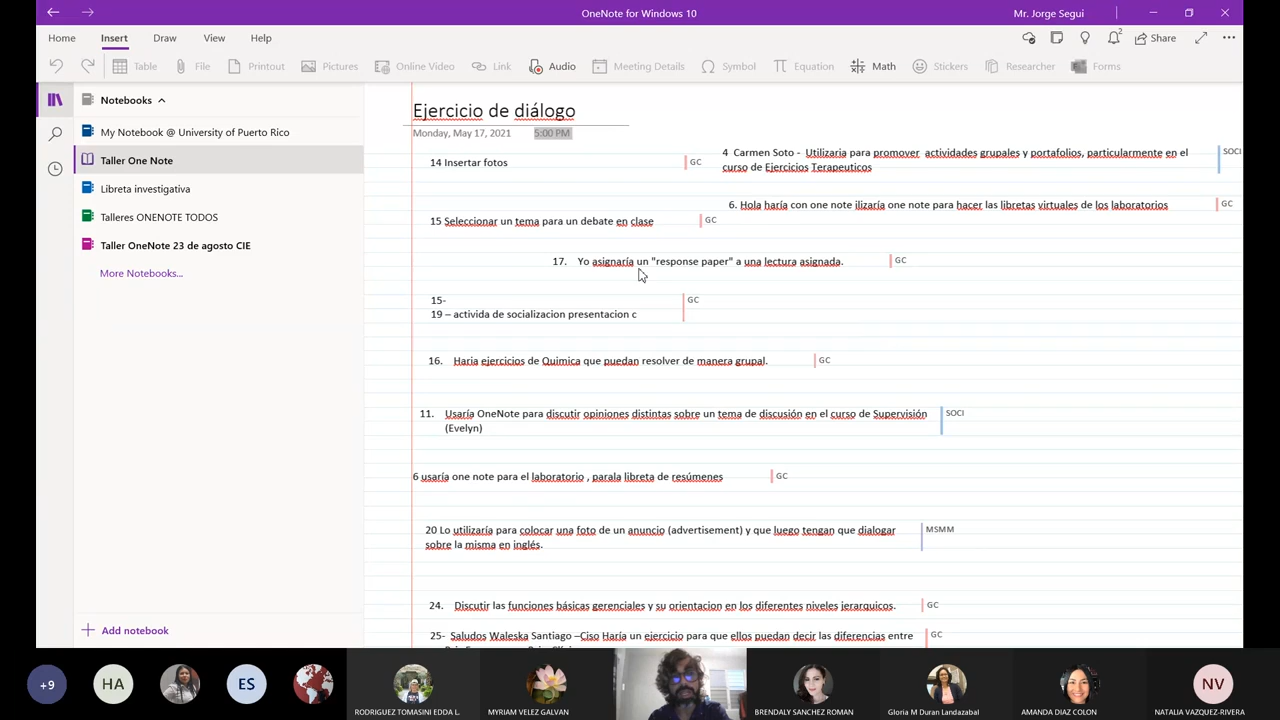 OneNote for Windows 10
Mr. Jorge Segui
Home
Insert
Draw
View
Help
2
Share
Table
File
Printout
Pictures
Online Video
Link
Audio
Meeting Details
Symbol
Equation
Math
Stickers
Researcher
Forms
Notebooks
My Notebook @ University of Puerto Rico
Taller One Note
Libreta investigativa
Talleres ONENOTE TODOS
Taller OneNote 23 de agosto CIE
More Notebooks...
Add notebook
Ejercicio de diálogo
Monday, May 17, 2021 5:00 PM
4 Carmen Soto - Utilizaria para promover actividades grupales y portafolios, particularmente en el
curso de Ejercicios Terapeuticos
SOCI
14 Insertar fotos
GC
6. Hola haría con one note ilizaría one note para hacer las libretas virtuales de los laboratorios
GC
15 Seleccionar un tema para un debate en clase
GC
17. Yo asignaría un "response paper" a una lectura asignada.
GC
15-
GC
19 – activida de socializacion presentacion c
16. Haria ejercicios de Quimica que puedan resolver de manera grupal.
GC
11. Usaría OneNote para discutir opiniones distintas sobre un tema de discusión en el curso de Supervisión
(Evelyn)
SOCI
6 usaría one note para el laboratorio , parala libreta de resúmenes
GC
20 Lo utilizaría para colocar una foto de un anuncio (advertisement) y que luego tengan que dialogar
sobre la misma en inglés.
MSMM
24. Discutir las funciones básicas gerenciales y su orientacion en los diferentes niveles jerarquicos.
GC
25- Saludos Waleska Santiago –Ciso Haría un ejercicio para que ellos puedan decir las diferencias entre
GC
+9
HA
ES
RODRIGUEZ TOMASINI EDDA L.
MYRIAM VELEZ GALVAN
BRENDALY SANCHEZ ROMAN
Gloria M Duran Landazabal
AMANDA DIAZ COLON
NV
NATALIA VAZQUEZ-RIVERA